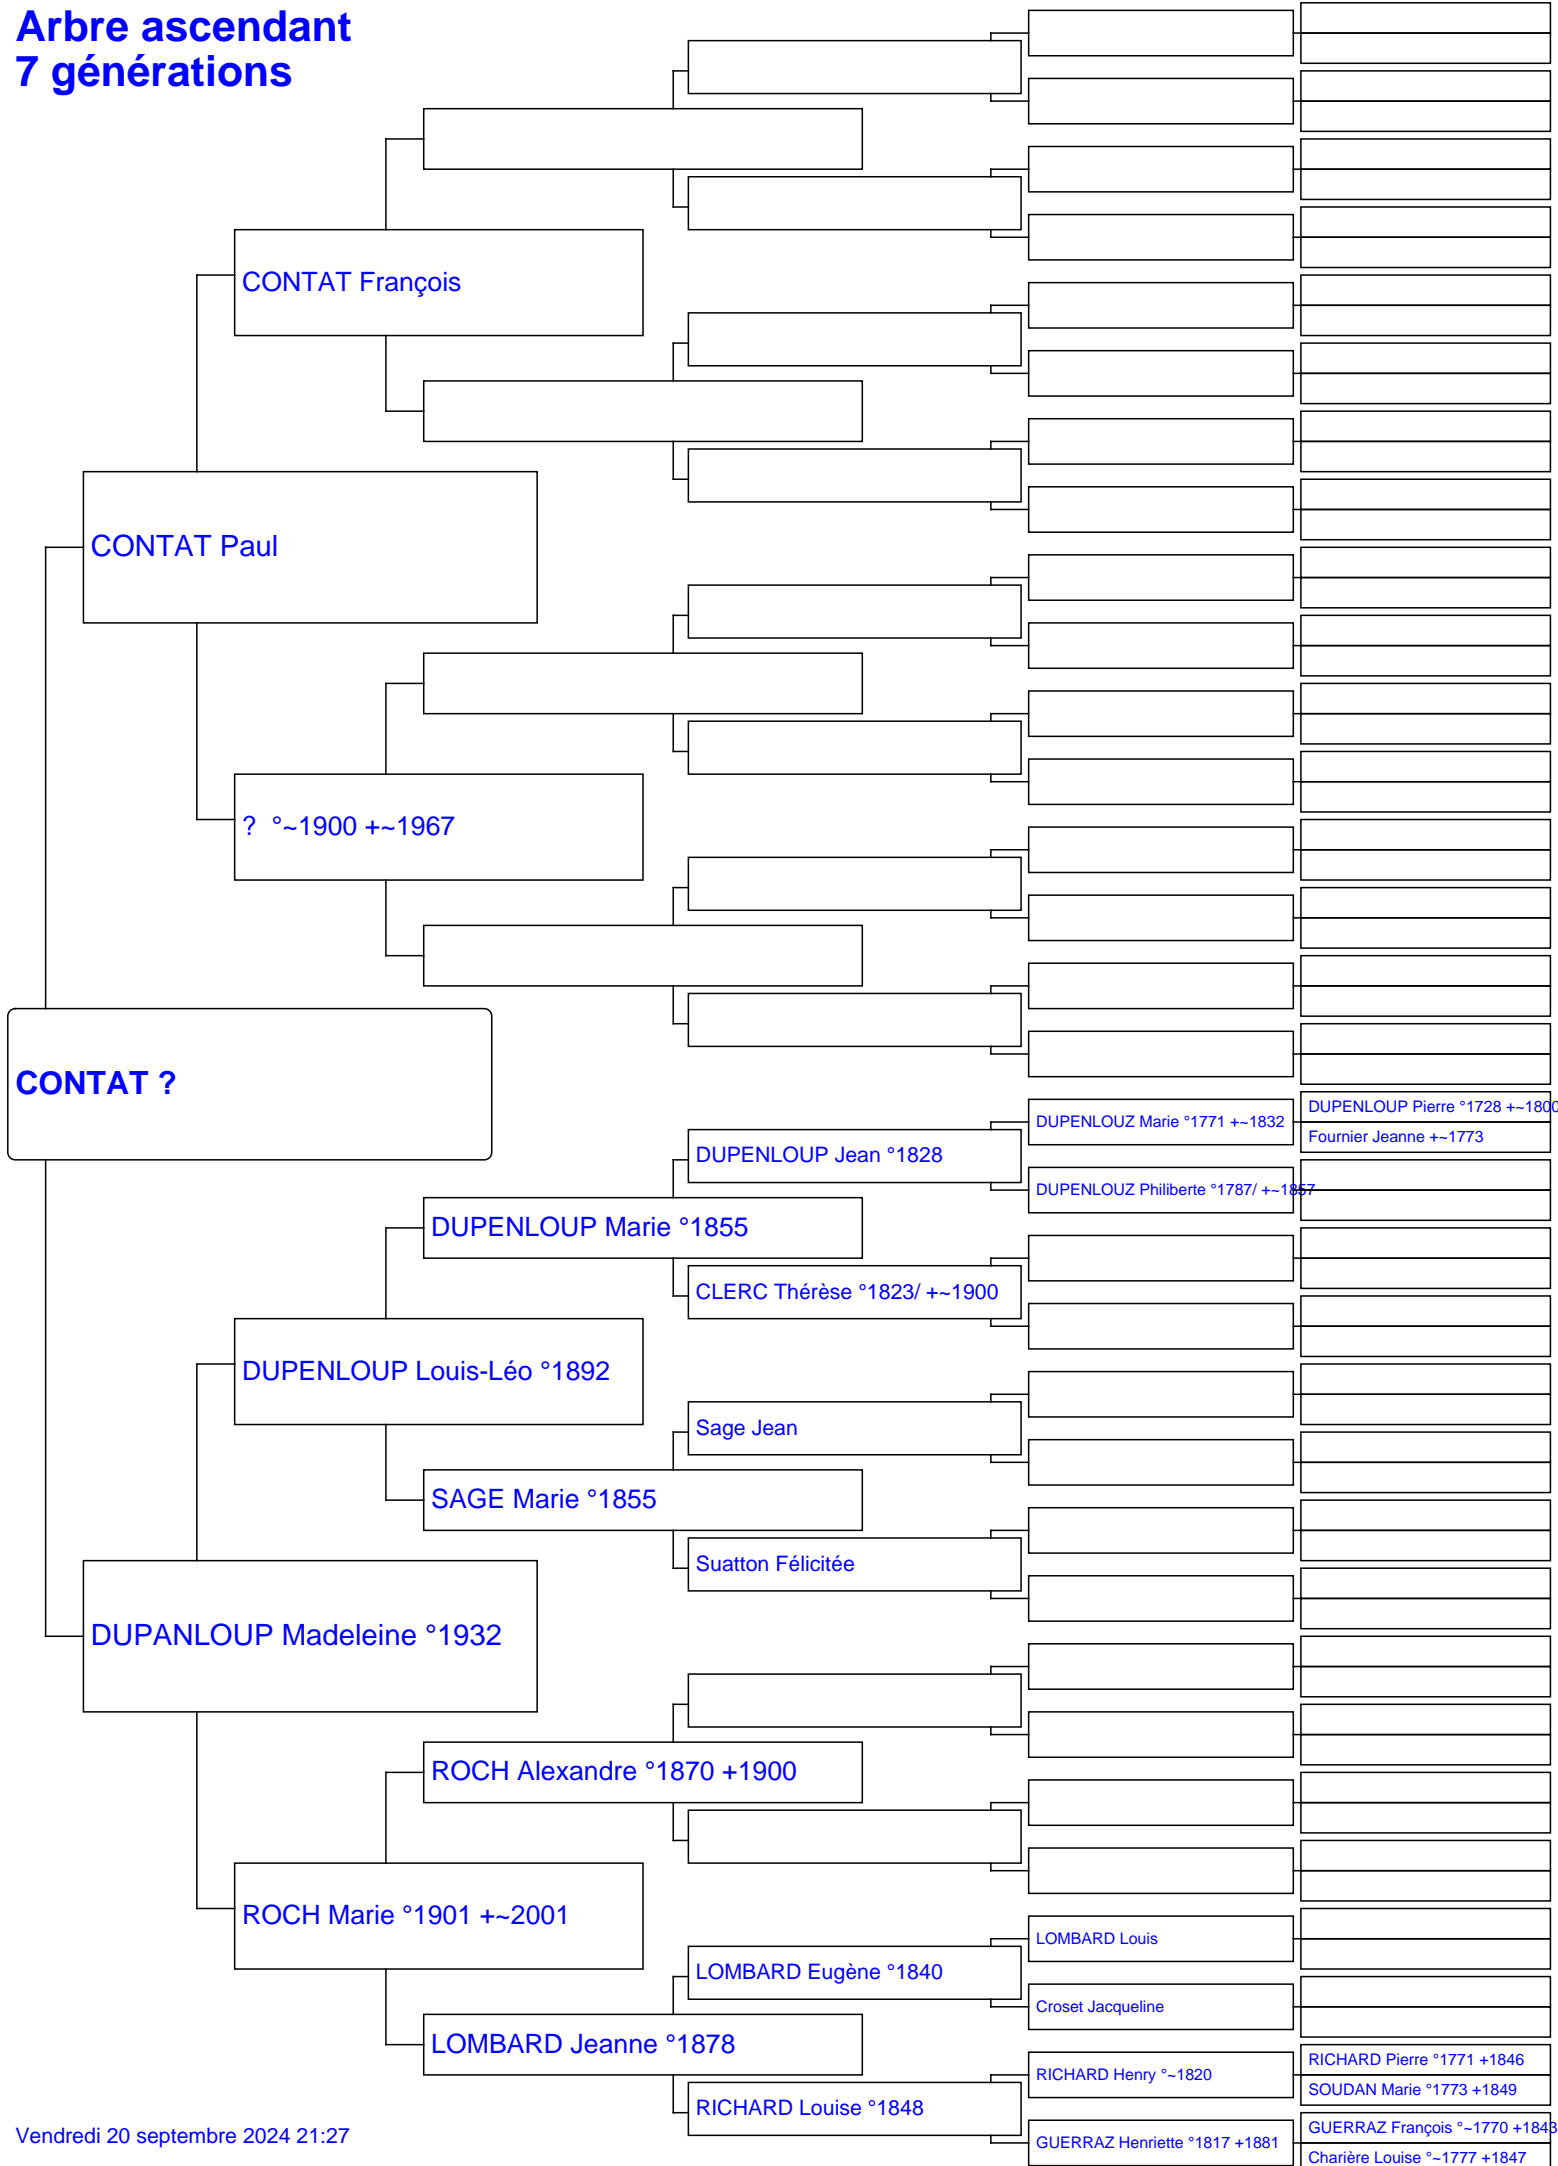 Arbre ascendant
7 générations
CONTAT François
CONTAT Paul
? °~1900 +~1967
CONTAT ?
DUPENLOUP Pierre °1728 +~1800
DUPENLOUZ Marie °1771 +~1832
Fournier Jeanne +~1773
DUPENLOUP Jean °1828
DUPENLOUZ Philiberte °1787/ +~1857
DUPENLOUP Marie °1855
CLERC Thérèse °1823/ +~1900
DUPENLOUP Louis-Léo °1892
Sage Jean
SAGE Marie °1855
Suatton Félicitée
DUPANLOUP Madeleine °1932
ROCH Alexandre °1870 +1900
ROCH Marie °1901 +~2001
LOMBARD Louis
LOMBARD Eugène °1840
Croset Jacqueline
LOMBARD Jeanne °1878
RICHARD Pierre °1771 +1846
RICHARD Henry °~1820
SOUDAN Marie °1773 +1849
RICHARD Louise °1848
GUERRAZ François °~1770 +1843
GUERRAZ Henriette °1817 +1881
Charière Louise °~1777 +1847
Vendredi 20 septembre 2024 21:27